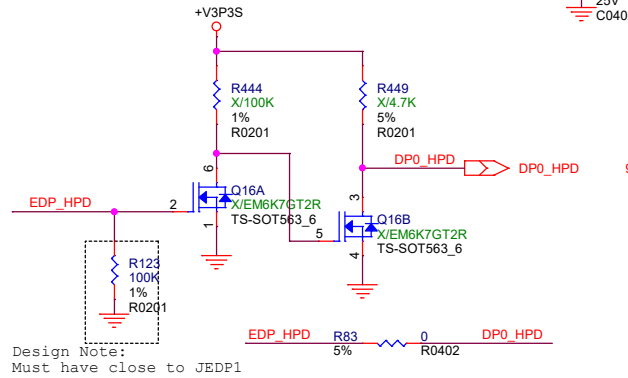 +V3P3S
25V
C040
R444
X/100K
1%
R0201
R449
X/4.7K
5%
R0201
DP0_HPD
DP0_HPD
9
6
3
EDP_HPD
2
Q16A
X/EM6K7GT2R
TS-SOT563_6
1
5
Q16B
X/EM6K7GT2R
TS-SOT563_6
4
R123
100K
1%
R0201
EDP_HPD
R83
0
DP0_HPD
5%
R0402
Design Note:
Must have close to JEDP1